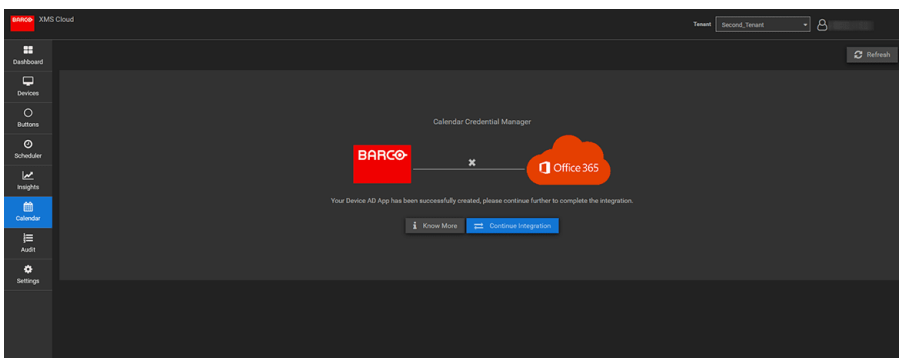 BARCO XMS Cloud
Tenant Second_Tenant
Refresh
Dashboard
Devices
Buttons
Scheduler
Insights
Calendar
Audit
Settings
Calendar Credential Manager
BARCO
Office 365
Your Device AD App has been successfully created, please continue further to complete the integration.
Know More
Continue Integration